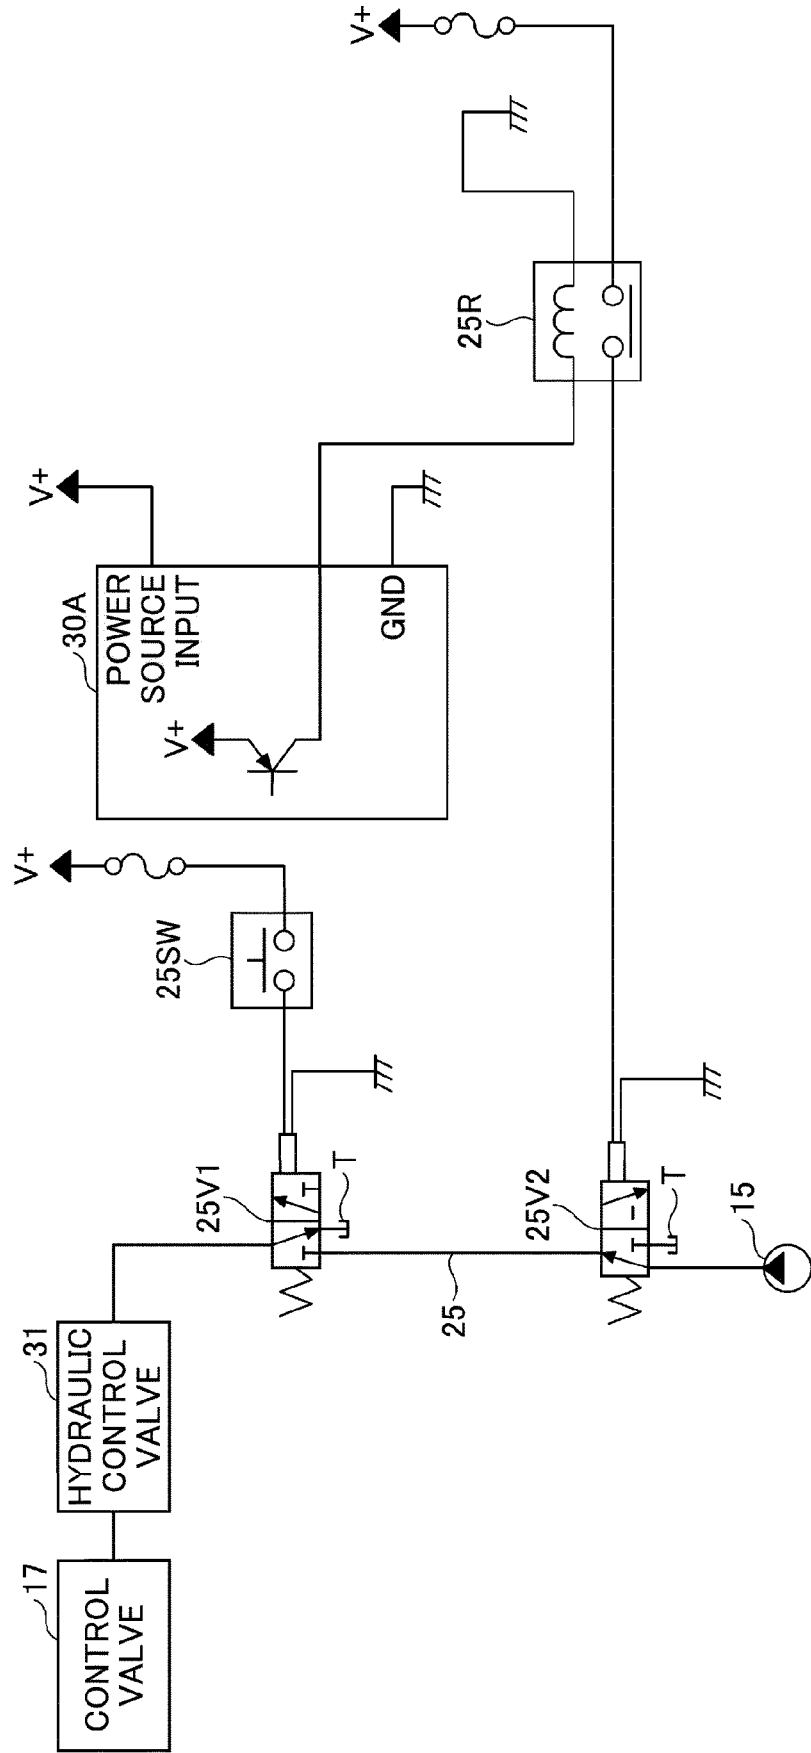 V+
25R
V+
30A
POWER
SOURCE
INPUT
GND
V+
V+
25SW
25V1
T
25V2
T
25
15
31
HYDRAULIC
CONTROL
VALVE
17
CONTROL
VALVE